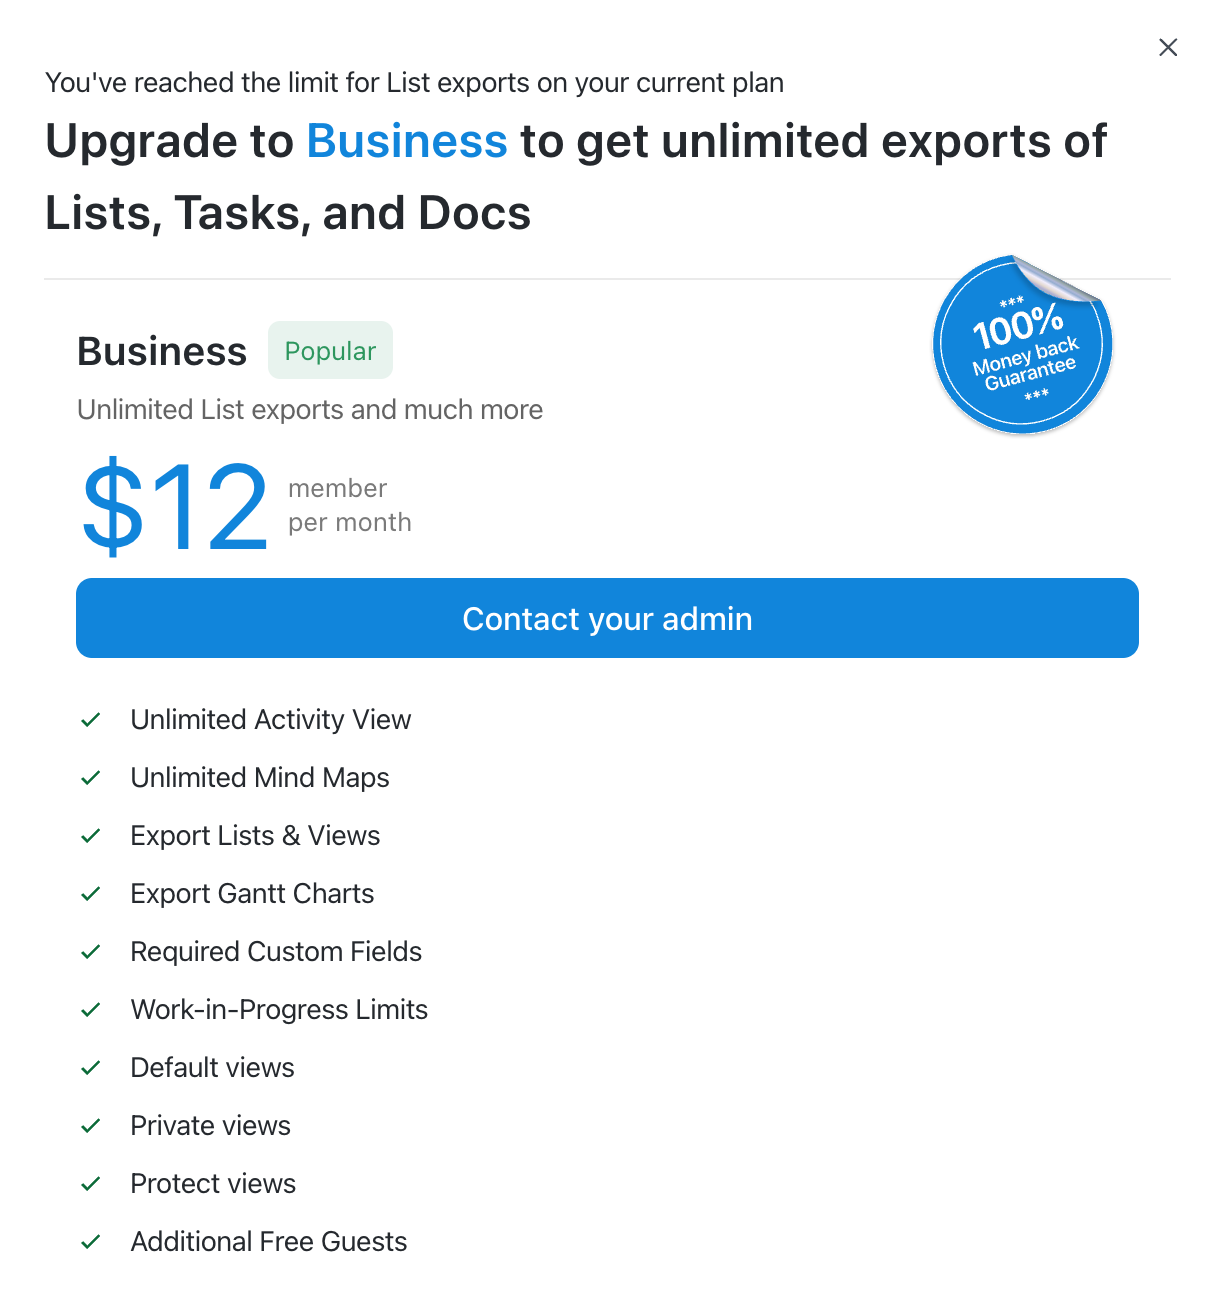 You've reached the limit for List exports on your current plan
Upgrade to Business to get unlimited exports of
Lists, Tasks, and Docs
***
100%
Money back
Guarantee
***
Business Popular
Unlimited List exports and much more
$12 member
per month
Contact your admin
Unlimited Activity View
Unlimited Mind Maps
Export Lists & Views
Export Gantt Charts
Required Custom Fields
Work-in-Progress Limits
Default views
Private views
Protect views
Additional Free Guests